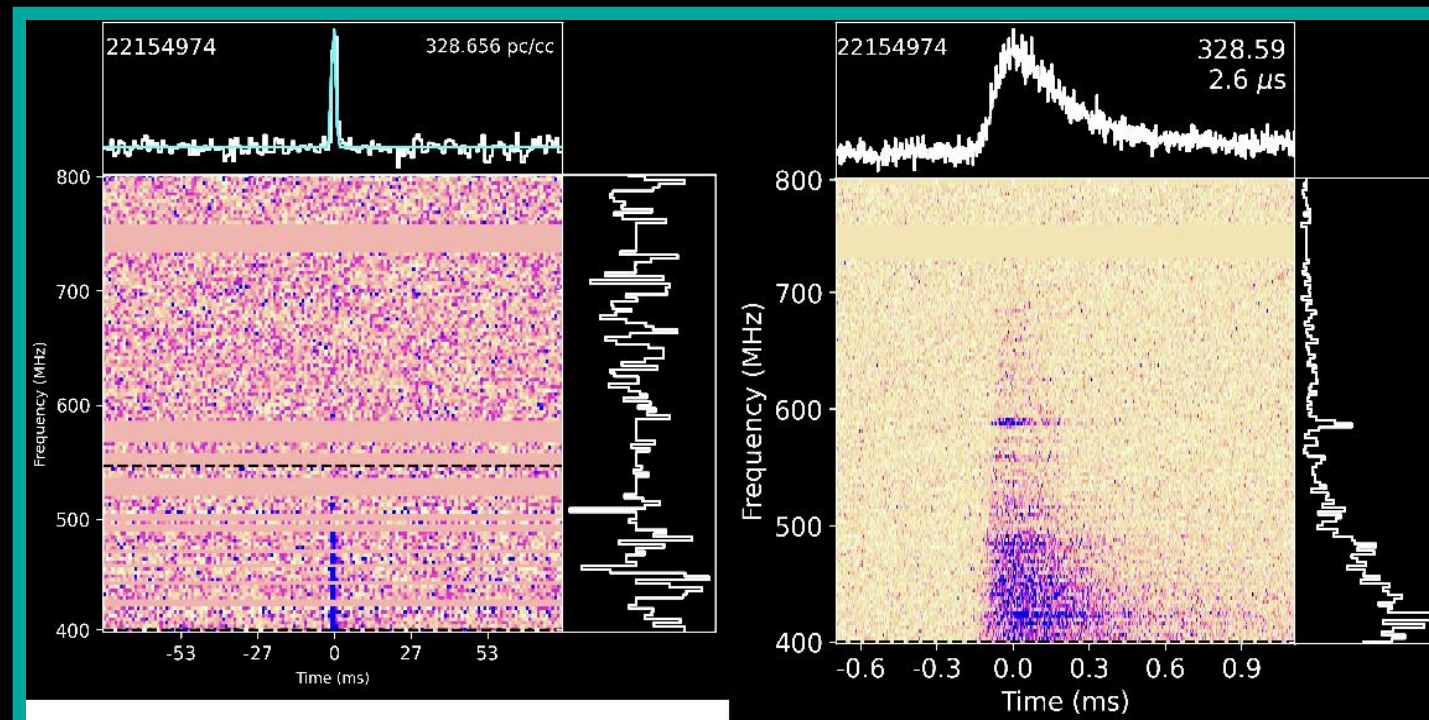 22154974 328.656 pc/cc
800
700
600
500
400
Frequency (MHz)
-53 -27 0 27 53
Time (ms)
22154974 328.59
2.6 μs
800
700
600
500
400
Frequency (MHz)
-0.6 -0.3 0.0 0.3 0.6 0.9
Time (ms)